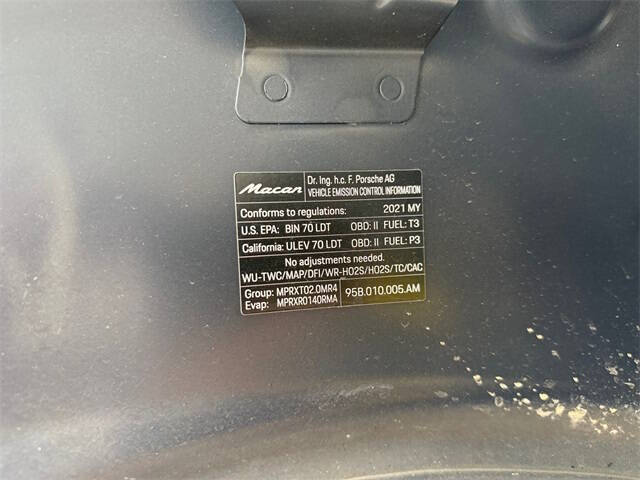 Macan Dr. Ing. h.c. F. Porsche AG
VEHICLE EMISSION CONTROL INFORMATION
Conforms to regulations: 2021 MY
U.S. EPA: BIN 70 LDT OBD: II FUEL: T3
California: ULEV 70 LDT OBD: II FUEL: P3
No adjustments needed.
WU-TWC/MAP/DFI/WR-HO2S/HO2S/TC/CAC
Group: MPRXT02.0MR4
Evap: MPRXR0140RMA
95B.010.005.AM